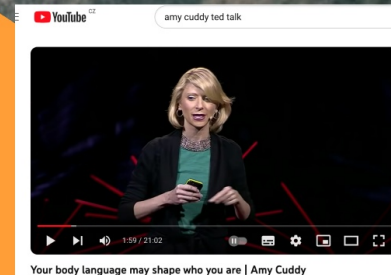 YouTube CZ
amy cuddy ted talk
1:59 / 21:02
Your body language may shape who you are | Amy Cuddy